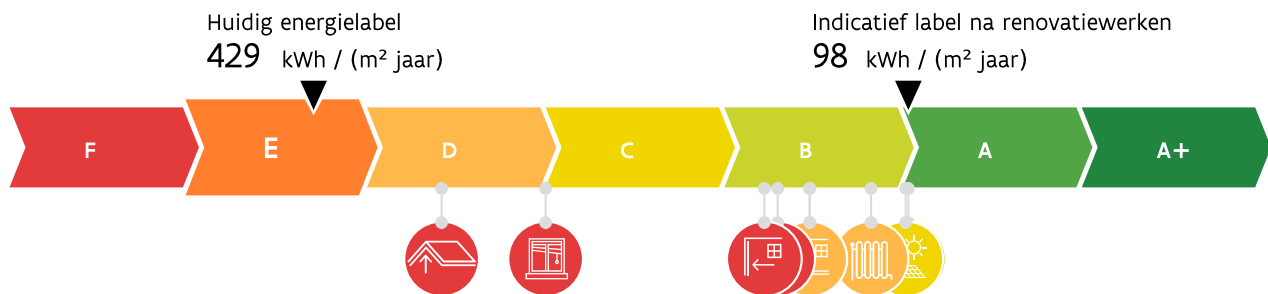 Huidig energielabel
429 kWh / (m² jaar)
Indicatief label na renovatiewerken
98 kWh / (m² jaar)
F E D C B A A+